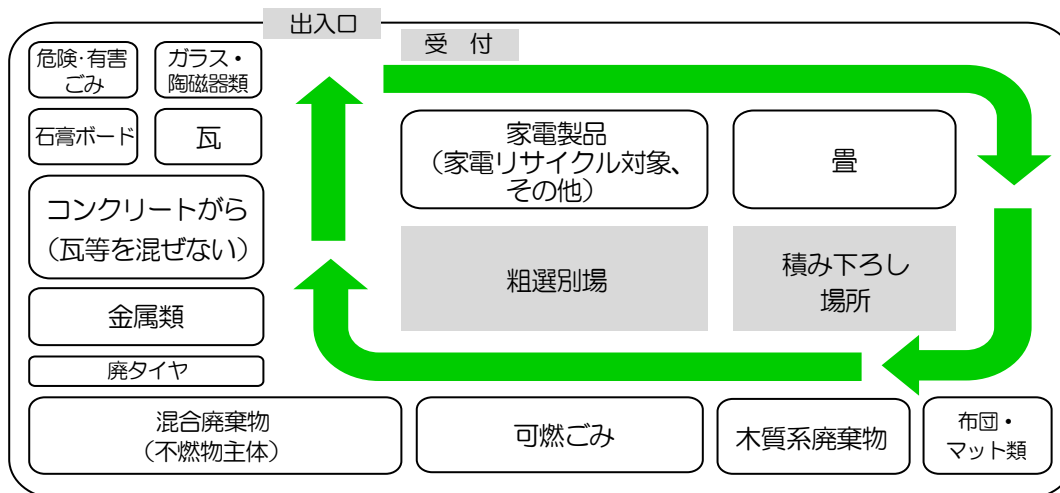 出入口
受　付
危険・有害
ごみ
ガラス・
陶磁器類
石膏ボード
瓦
家電製品
（家電リサイクル対象、
その他）
畳
コンクリートがら
（瓦等を混ぜない）
粗選別場
積み下ろし
場所
金属類
廃タイヤ
混合廃棄物
（不燃物主体）
可燃ごみ
木質系廃棄物
布団・
マット類